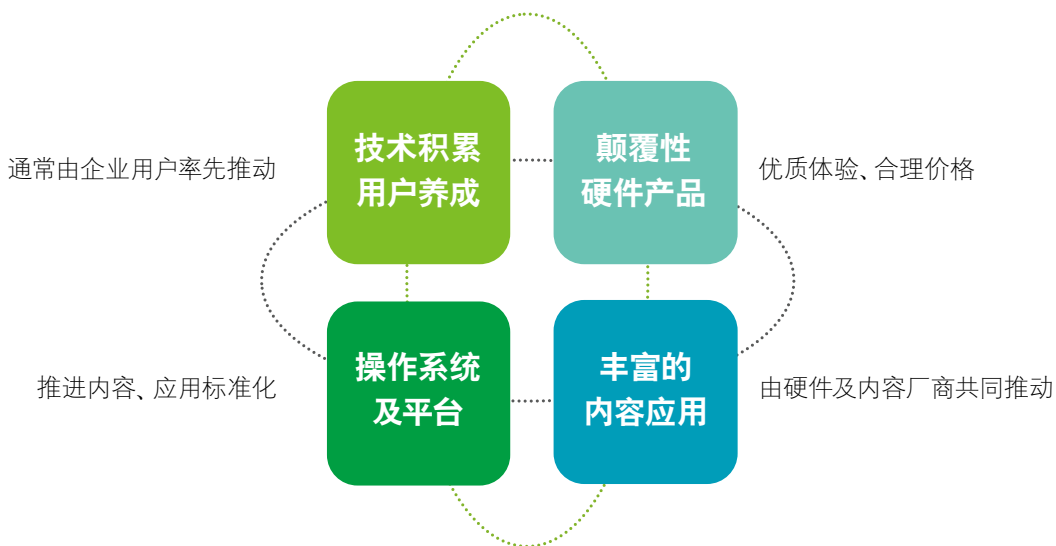 技术积累
用户养成
通常由企业用户率先推动
颠覆性
硬件产品
优质体验、合理价格
操作系统
及平台
推进内容、应用标准化
丰富的
内容应用
由硬件及内容厂商共同推动